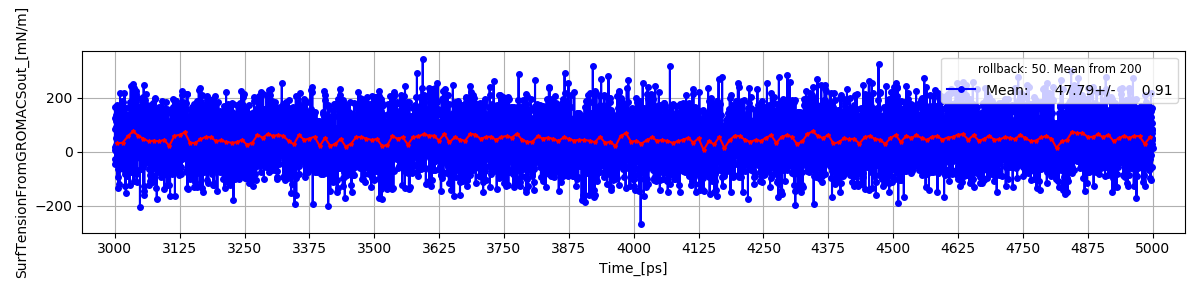 SurfTensionFromGROMACSout_[mN/m]
200
0
−200
rollback: 50. Mean from 200
Mean: 47.79+/- 0.91
3000 3125 3250 3375 3500 3625 3750 3875 4000 4125 4250 4375 4500 4625 4750 4875 5000
Time_[ps]